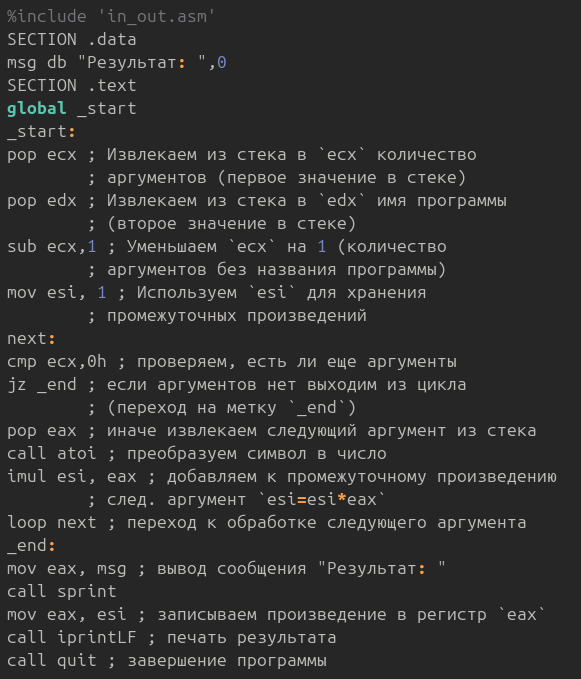 %include 'in_out.asm'
SECTION .data
msg db "Результат: ",0
SECTION .text
global _start
_start:
pop ecx ; Извлекаем из стека в `ecx` количество
; аргументов (первое значение в стеке)
pop edx ; Извлекаем из стека в `edx` имя программы
; (второе значение в стеке)
sub ecx,1 ; Уменьшаем `ecx` на 1 (количество
; аргументов без названия программы)
mov esi, 1 ; Используем `esi` для хранения
; промежуточных произведений
next:
cmp ecx,0h ; проверяем, есть ли еще аргументы
jz _end ; если аргументов нет выходим из цикла
; (переход на метку `_end`)
pop eax ; иначе извлекаем следующий аргумент из стека
call atoi ; преобразуем символ в число
imul esi, eax ; добавляем к промежуточному произведению
; след. аргумент `esi=esi*eax`
loop next ; переход к обработке следующего аргумента
_end:
mov eax, msg ; вывод сообщения "Результат: "
call sprint
mov eax, esi ; записываем произведение в регистр `eax`
call iprintLF ; печать результата
call quit ; завершение программы